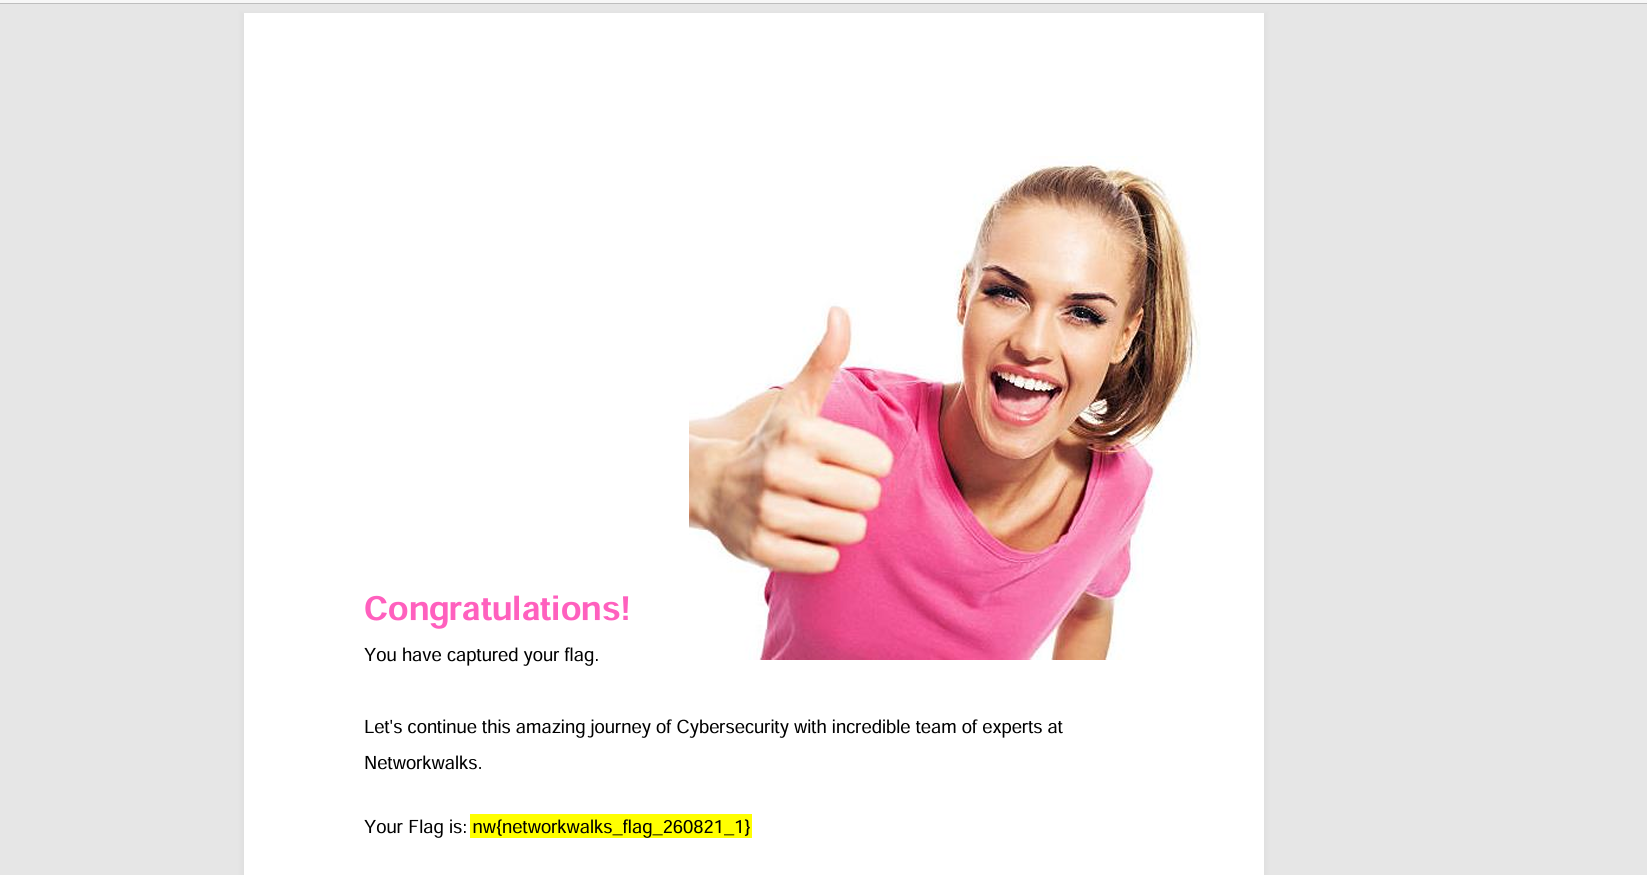 Congratulations!
You have captured your flag.
Let's continue this amazing journey of Cybersecurity with incredible team of experts at
Networkwalks.
Your Flag is: nw{networkwalks_flag_260821_1}